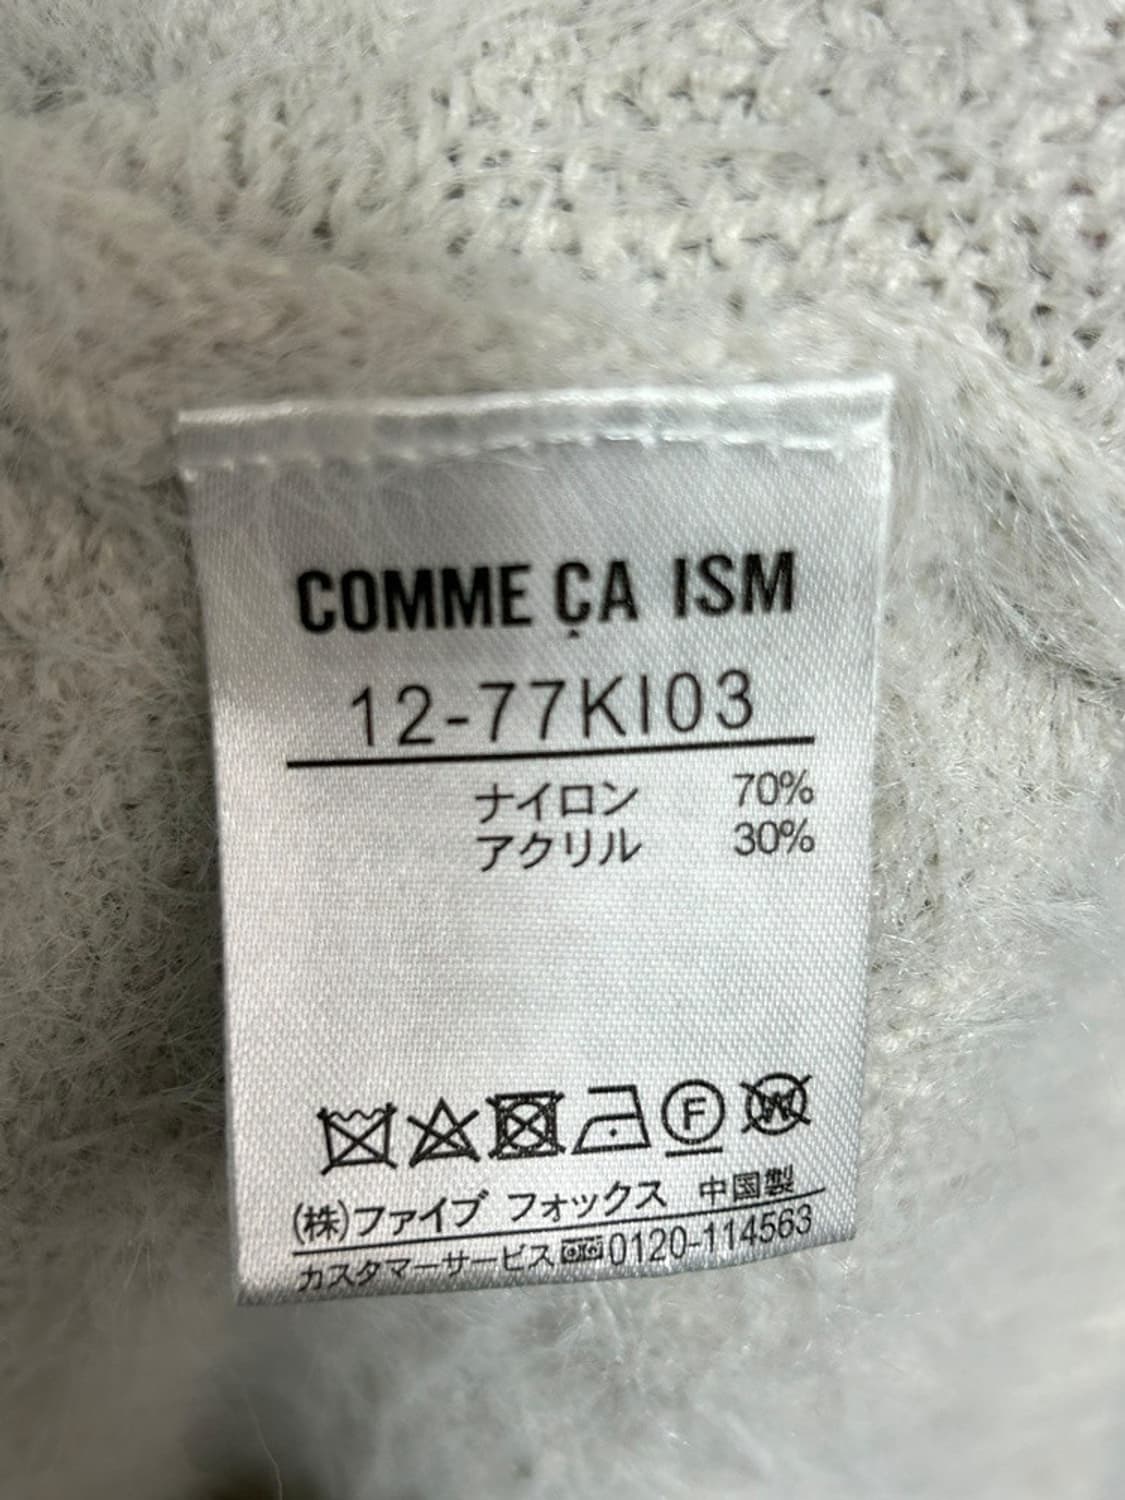 COMME ÇA ISM
12-77KI03
ナイロン 70%
アクリル 30%
F W
(株)ファイブ フォックス 中国製
カスタマーサービス 0120-114563